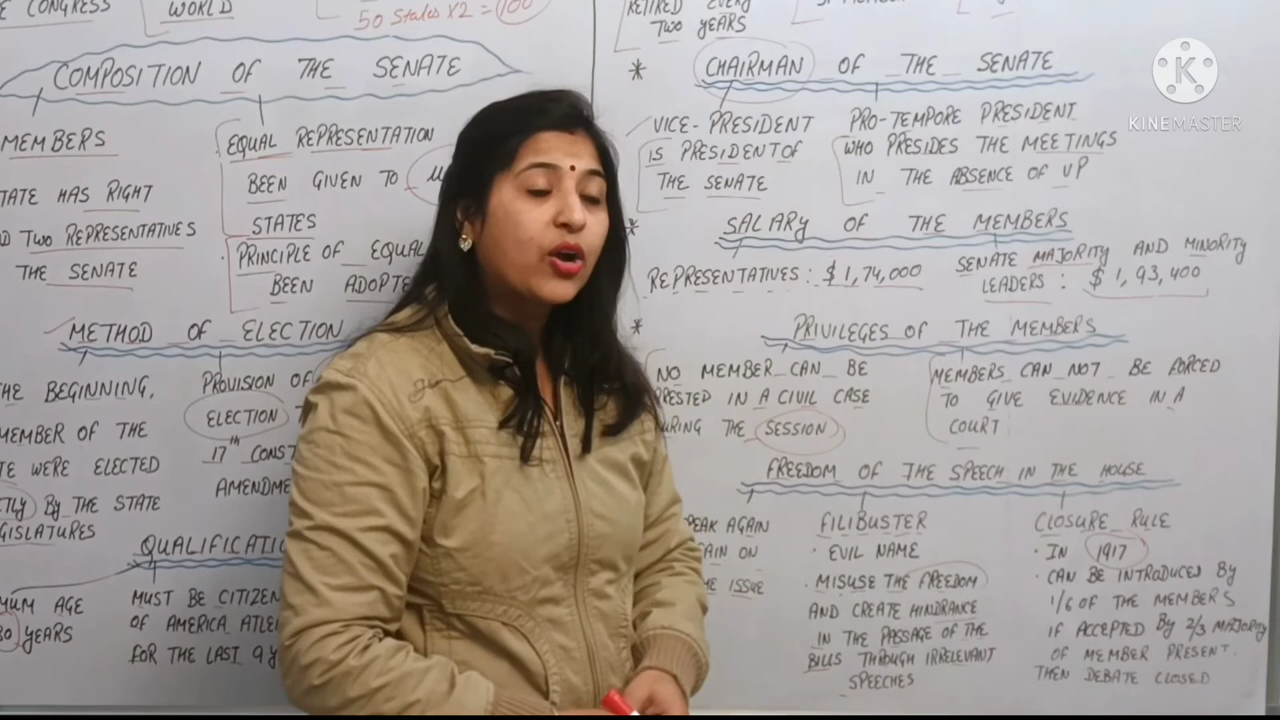 E CONGRESS
WORLD
50 States X2 = 100
COMPOSITION OF THE SENATE
MEMBERS
TATE HAS RIGHT
D TWO REPRESENTATIVES
THE SENATE
EQUAL REPRESENTATION
BEEN GIVEN TO
STATES
PRINCIPLE OF EQUAL
BEEN ADOPTE
METHOD OF ELECTION
HE BEGINNING,
MEMBER OF THE
TE WERE ELECTED
CTLY BY THE STATE
GISLATURES
PROVISION OF
ELECTION
17th CONST
AMENDME
QUALIFICATIO
MUM AGE
30 YEARS
MUST BE CITIZEN
OF AMERICA ATLE
FOR THE LAST 9 Y
RETIRED EVERY
TWO YEARS
* CHAIRMAN OF THE SENATE
VICE-PRESIDENT
IS PRESIDENT OF
THE SENATE
PRO-TEMPORE PRESIDENT
WHO PRESIDES THE MEETINGS
IN THE ABSENCE OF VP
* SALARY OF THE MEMBERS
REPRESENTATIVES : $ 1,74,000
SENATE MAJORITY AND MINORITY
LEADERS : $ 1,93,400
* PRIVILEGES OF THE MEMBERS
NO MEMBER CAN BE
RESTED IN A CIVIL CASE
URING THE SESSION
MEMBERS CAN NOT BE FORCED
TO GIVE EVIDENCE IN A
COURT
FREEDOM OF THE SPEECH IN THE HOUSE
PEAK AGAIN
AIN ON
HE ISSUE
FILIBUSTER
· EVIL NAME
· MISUSE THE FREEDOM
AND CREATE HINDRANCE
IN THE PASSAGE OF THE
BILLS THROUGH IRRELEVANT
SPEECHES
CLOSURE RULE
· IN 1917
· CAN BE INTRODUCED BY
1/6 OF THE MEMBERS
IF ACCEPTED BY 2/3 MAJORITY
OF MEMBER PRESENT.
THEN DEBATE CLOSED
K
KINEMASTER